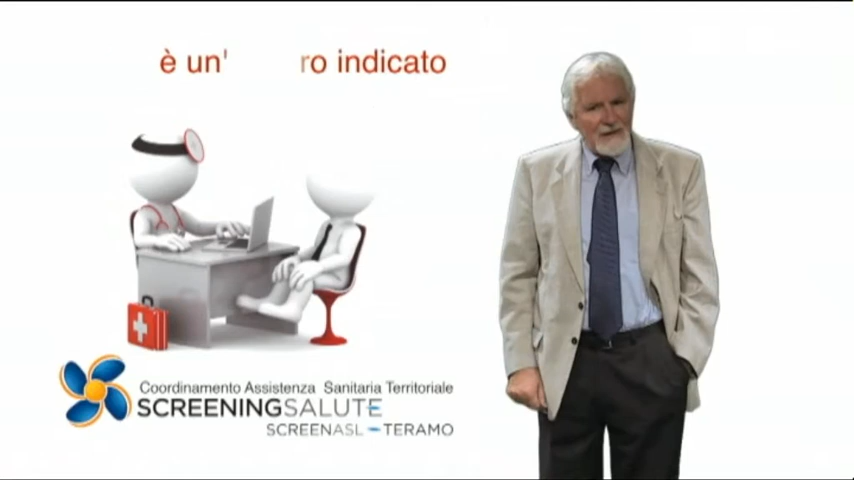 è un' ro indicato
Coordinamento Assistenza Sanitaria Territoriale
SCREENINGSALUTE
SCREENASL TERAMO